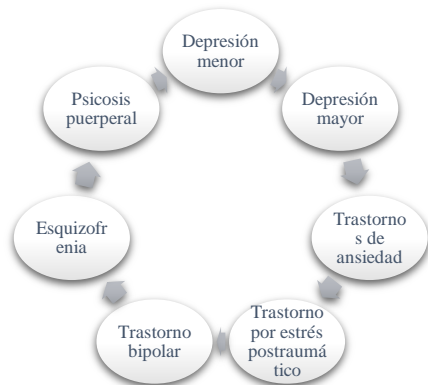 Depresión
menor
Depresión
mayor
Trastorno
s de
ansiedad
Trastorno
por estrés
postraumá
tico
Trastorno
bipolar
Esquizofr
enia
Psicosis
puerperal